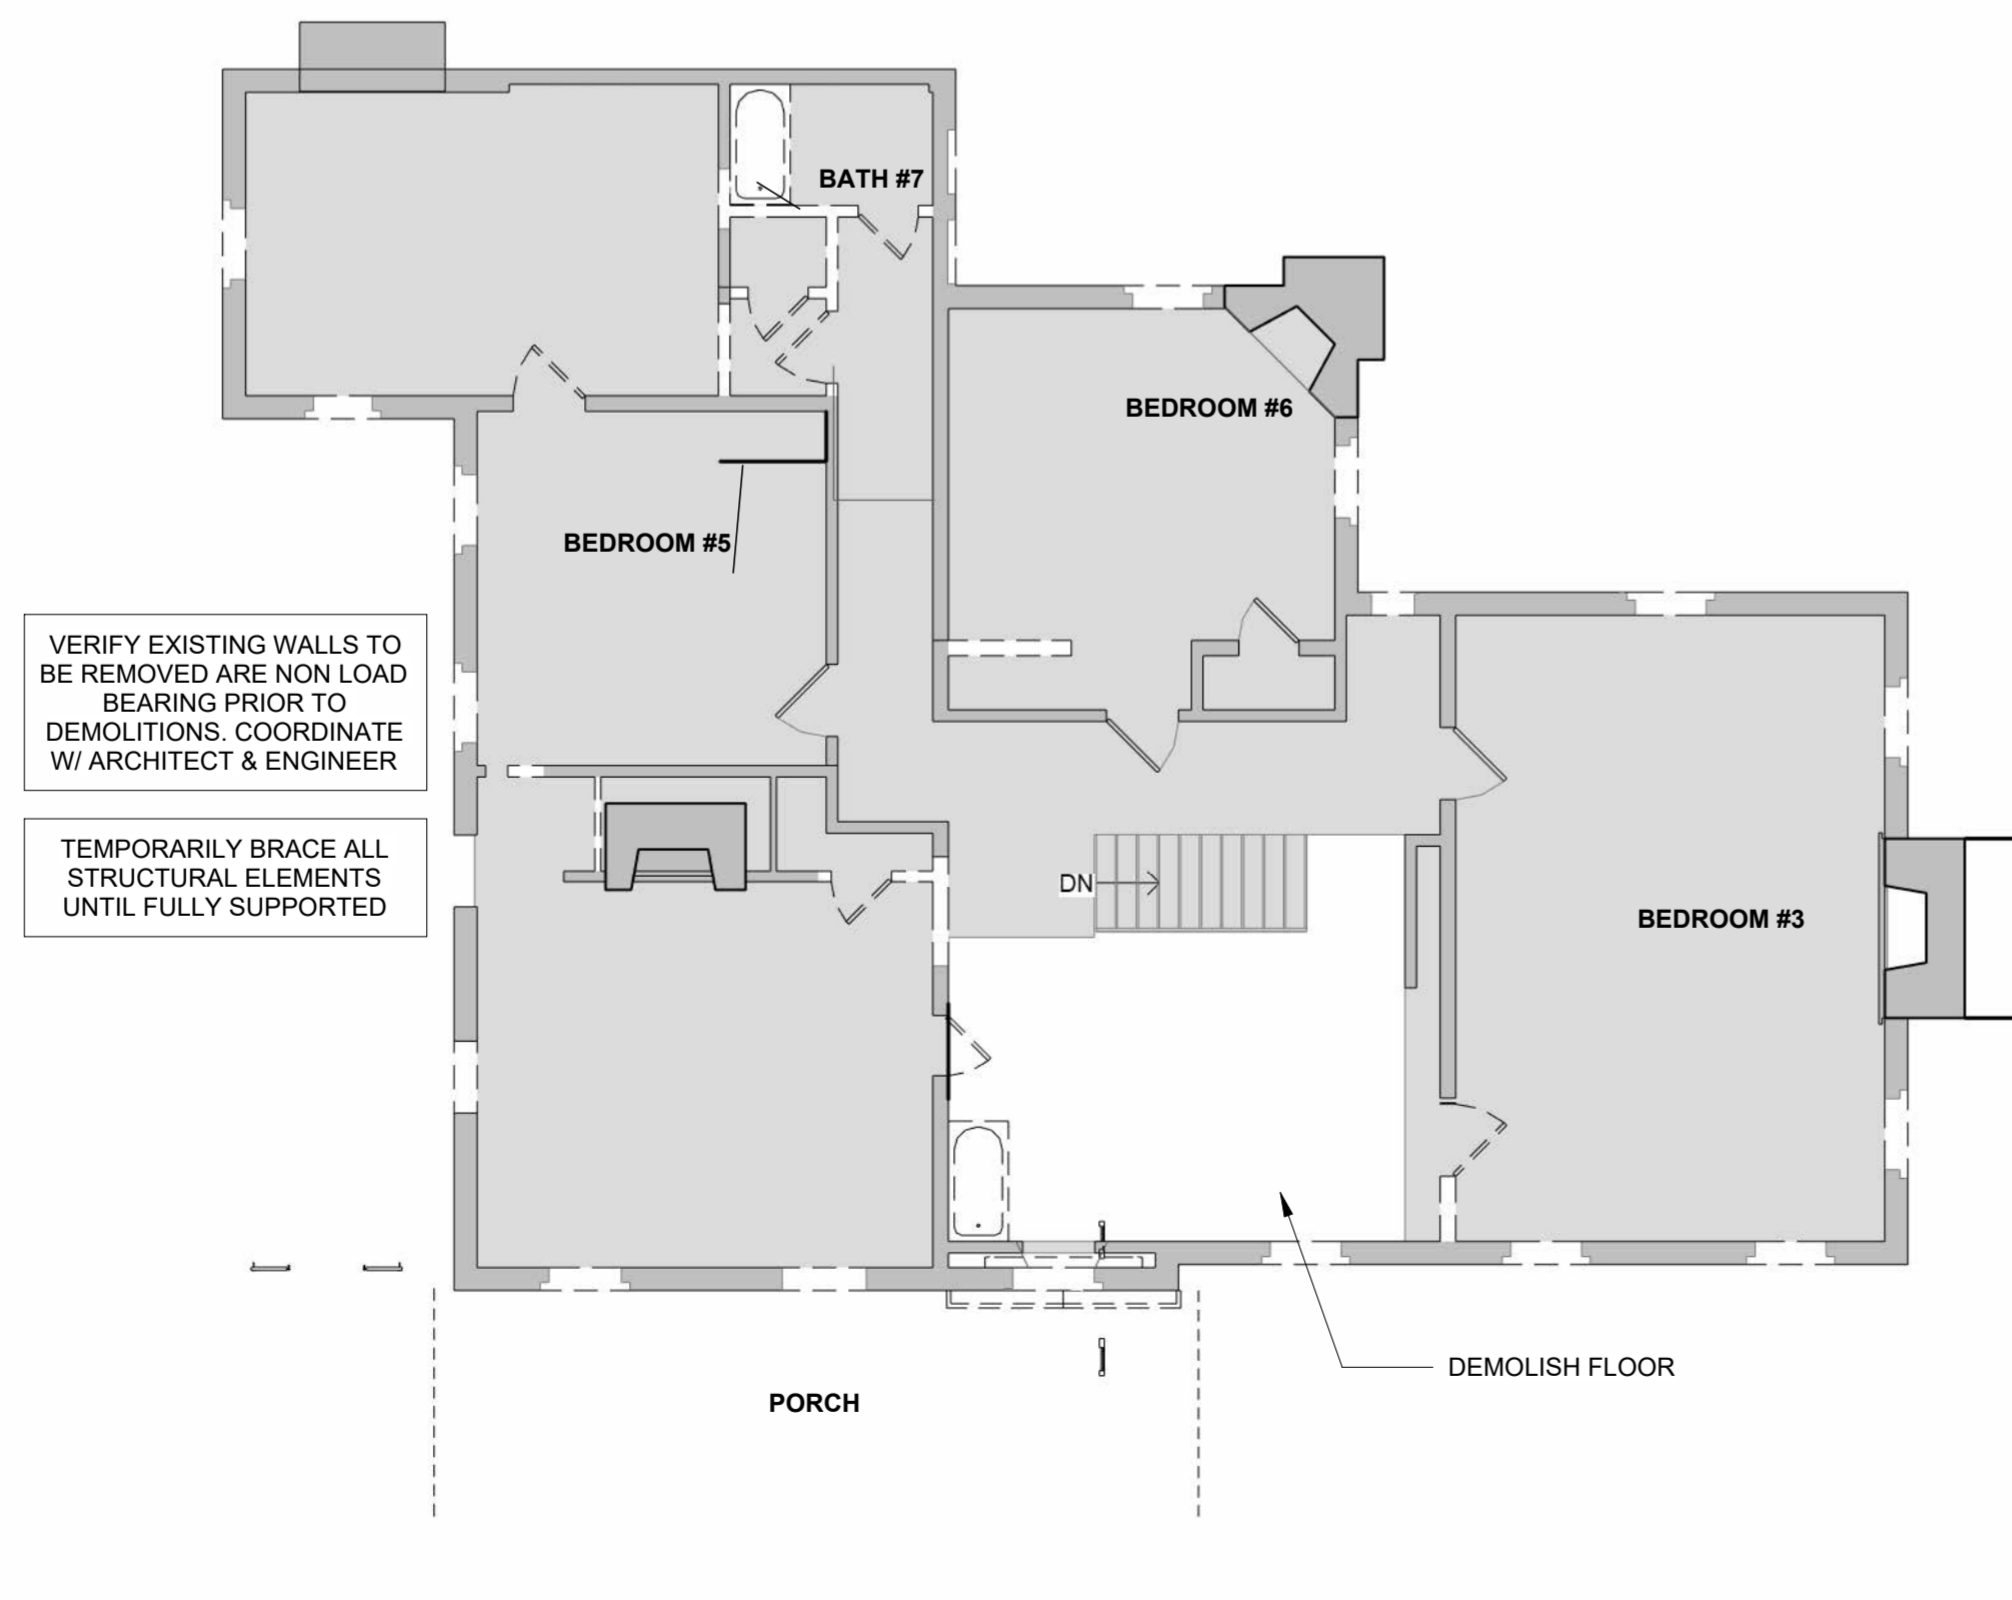 BATH #7
BEDROOM #6
BEDROOM #5
VERIFY EXISTING WALLS TO
BE REMOVED ARE NON LOAD
BEARING PRIOR TO
DEMOLITIONS. COORDINATE
W/ ARCHITECT & ENGINEER
TEMPORARILY BRACE ALL
STRUCTURAL ELEMENTS
UNTIL FULLY SUPPORTED
DN
BEDROOM #3
DEMOLISH FLOOR
PORCH